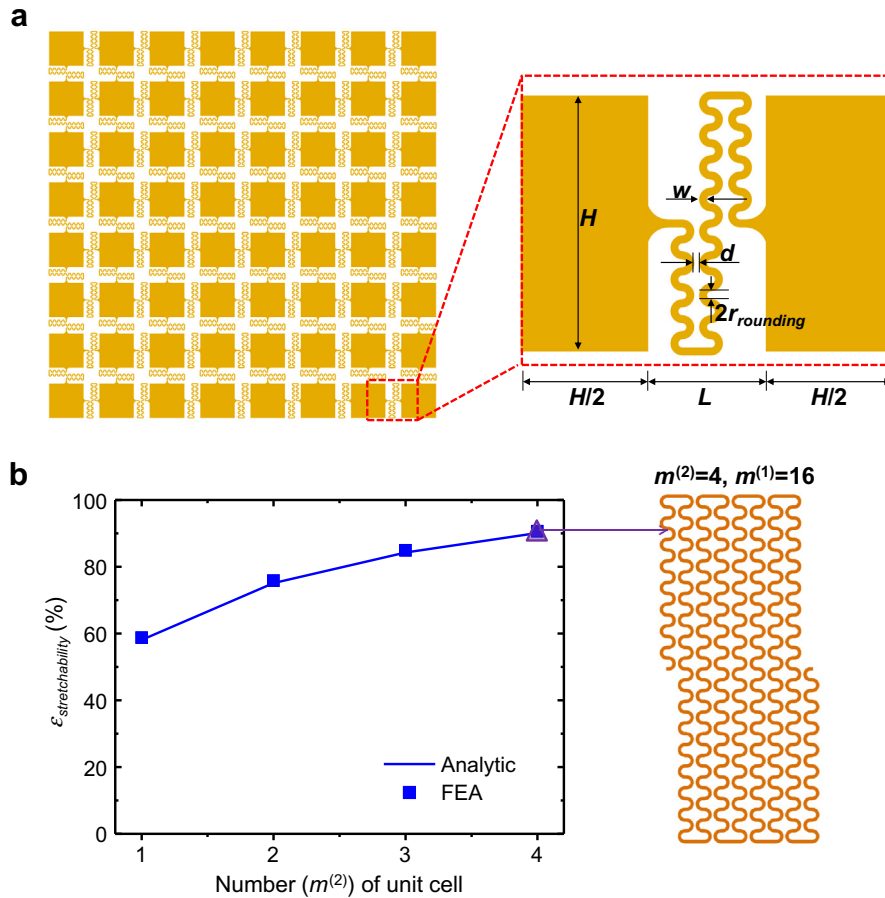 a
w
H
d
2r_rounding
H/2 L H/2
b
m(2)=4, m(1)=16
100
80
60
40
20
0
ε_stretchability (%)
Analytic
FEA
1 2 3 4
Number (m(2)) of unit cell